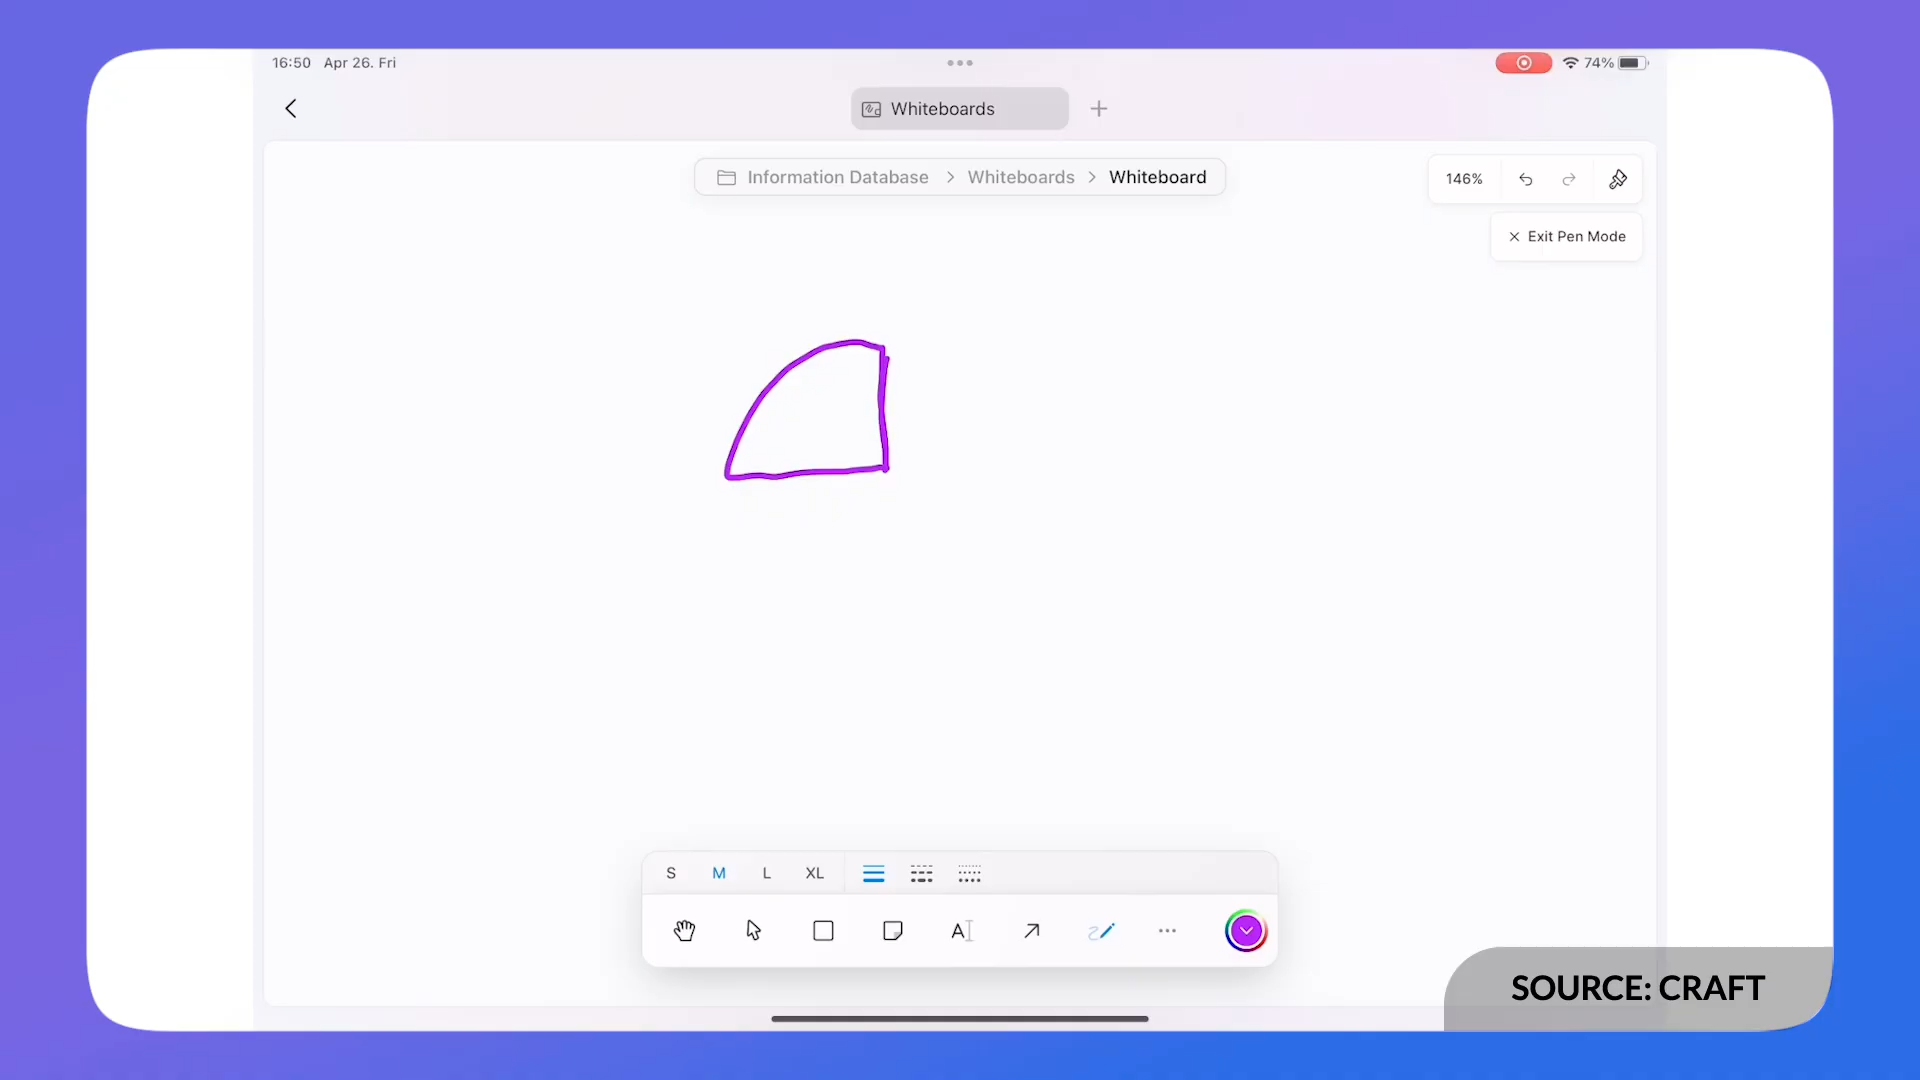 16:50 Apr 26. Fri
74%
Whiteboards
Information Database > Whiteboards > Whiteboard
146%
Exit Pen Mode
S M L XL
A
SOURCE: CRAFT